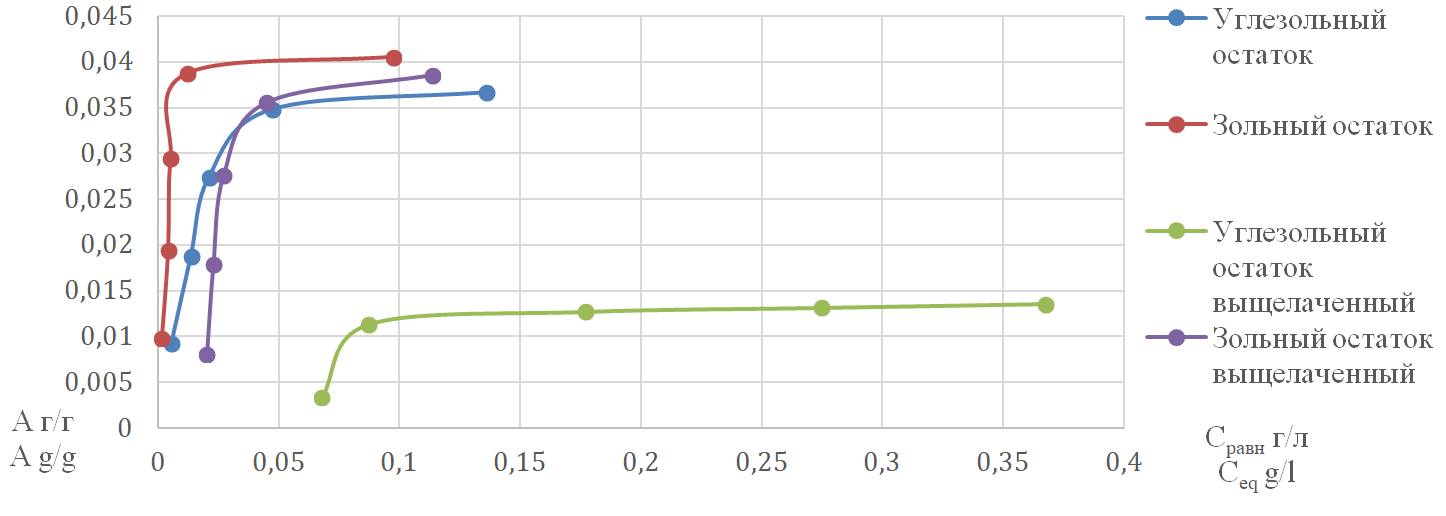 0,045
0,04
0,035
0,03
0,025
0,02
0,015
0,01
0,005
0
А г/г
A g/g
0 0,05 0,1 0,15 0,2 0,25 0,3 0,35 0,4
Сравн г/л
Ceq g/l
Углезольный
остаток
Зольный остаток
Углезольный
остаток
выщелаченный
Зольный остаток
выщелаченный